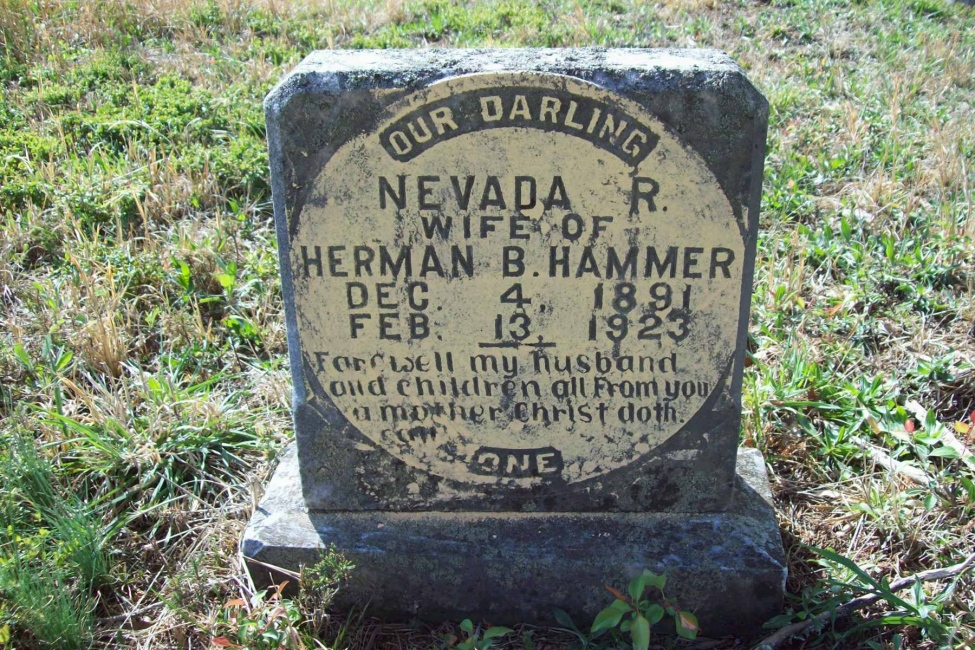 OUR DARLING
NEVADA R.
WIFE OF
HERMAN B. HAMMER
DEC. 4, 1891
FEB. 13, 1923
Farewell my husband
and children all From you
a mother Christ doth
call
ONE